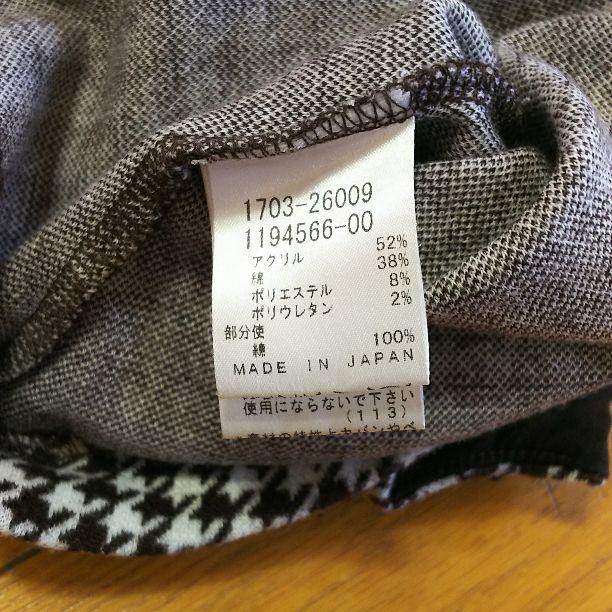 1703-26009
1194566-00
アクリル 52%
綿 38%
ポリエステル 8%
ポリウレタン 2%
部分使
綿 100%
MADE IN JAPAN
使用にならないで下さい
(113)